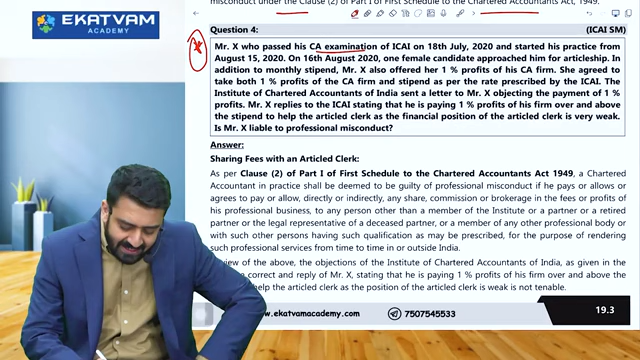 misconduct under the Clause (2) of Part I of First Schedule to the Chartered Accountants Act, 1949.
EKATVAM
ACADEMY
Question 4: (ICAI SM)
Mr. X who passed his CA examination of ICAI on 18th July, 2020 and started his practice from
August 15, 2020. On 16th August 2020, one female candidate approached him for articleship. In
addition to monthly stipend, Mr. X also offered her 1 % profits of his CA firm. She agreed to
take both 1 % profits of the CA firm and stipend as per the rate prescribed by the ICAI. The
Institute of Chartered Accountants of India sent a letter to Mr. X objecting the payment of 1 %
profits. Mr. X replies to the ICAI stating that he is paying 1 % profits of his firm over and above
the stipend to help the articled clerk as the financial position of the articled clerk is very weak.
Is Mr. X liable to professional misconduct?
Answer:
Sharing Fees with an Articled Clerk:
As per Clause (2) of Part I of First Schedule to the Chartered Accountants Act 1949, a Chartered
Accountant in practice shall be deemed to be guilty of professional misconduct if he pays or allows or
agrees to pay or allow, directly or indirectly, any share, commission or brokerage in the fees or profits of
his professional business, to any person other than a member of the Institute or a partner or a retired
partner or the legal representative of a deceased partner, or a member of any other professional body or
with such other persons having such qualification as may be prescribed, for the purpose of rendering
such professional services from time to time in or outside India.
view of the above, the objections of the Institute of Chartered Accountants of India, as given in the
correct and reply of Mr. X, stating that he is paying 1 % profits of his firm over and above the
help the articled clerk as the position of the articled clerk is weak is not tenable.
www.ekatvamacademy.com 7507545533
19.3